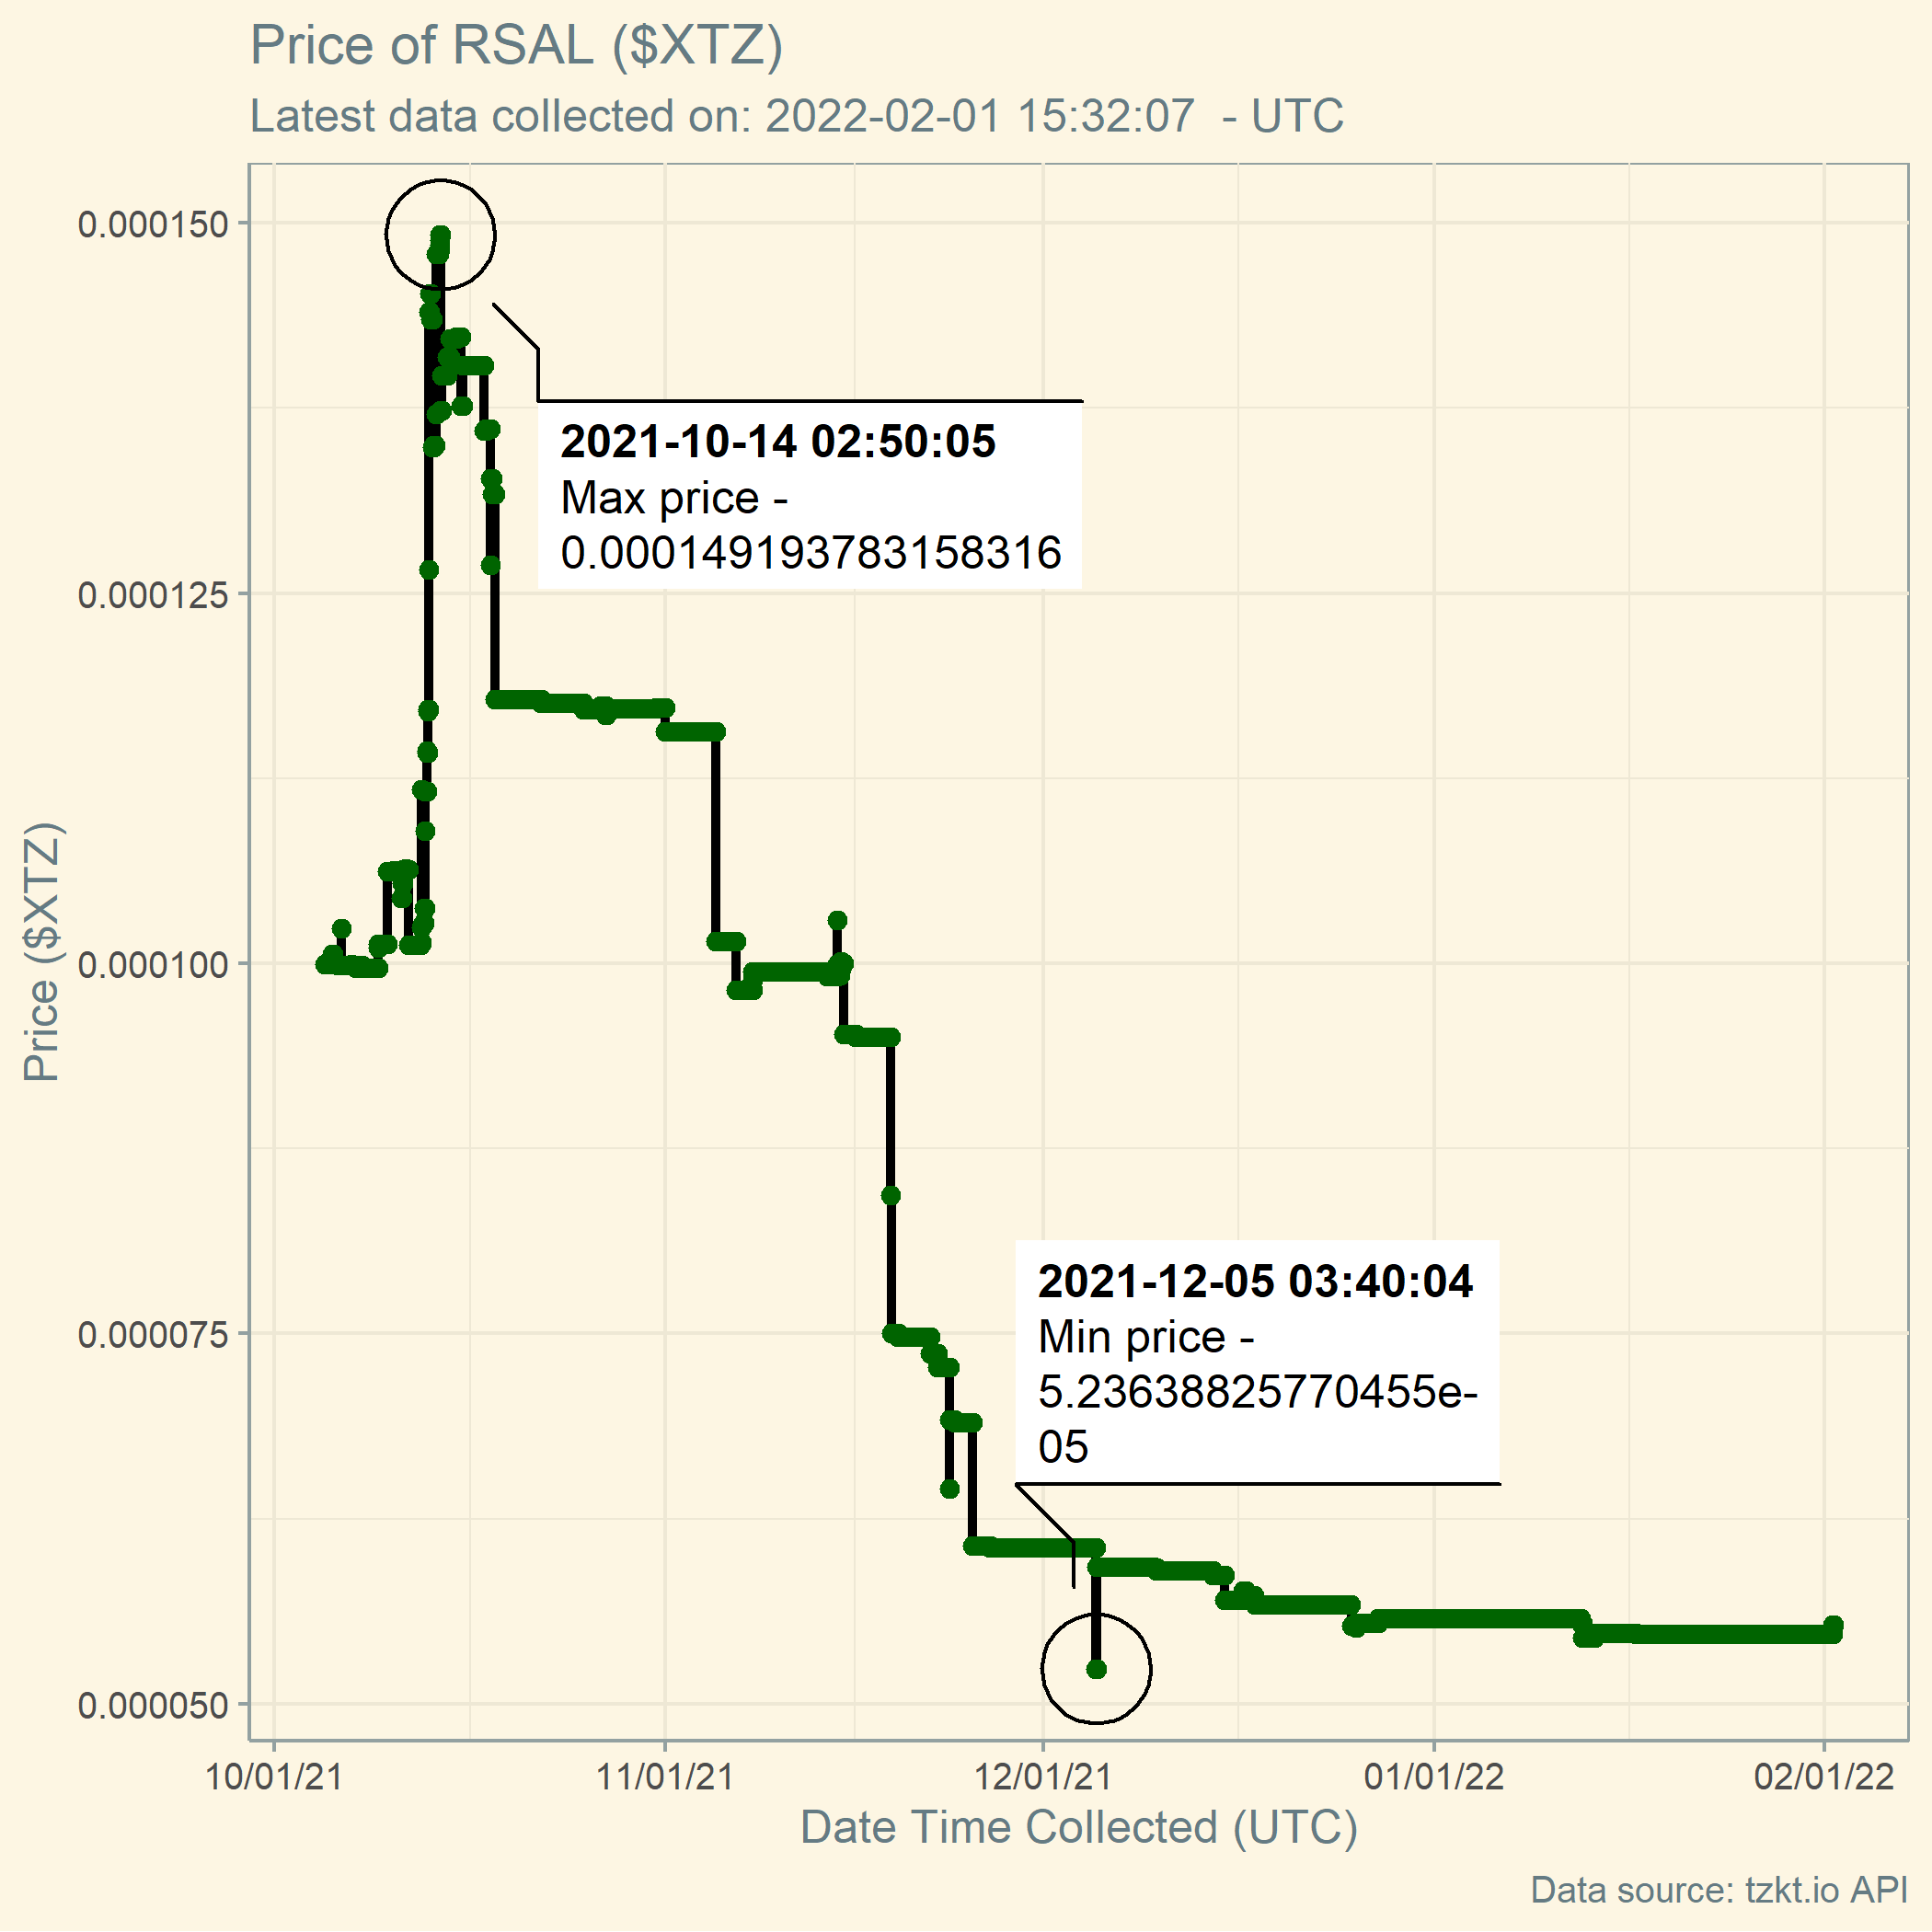 Price of RSAL ($XTZ)
Latest data collected on: 2022-02-01 15:32:07  - UTC
0.000150
0.000125
0.000100
0.000075
0.000050
Price ($XTZ)
2021-10-14 02:50:05
Max price -
0.000149193783158316
2021-12-05 03:40:04
Min price -
5.23638825770455e-
05
10/01/21
11/01/21
12/01/21
01/01/22
02/01/22
Date Time Collected (UTC)
Data source: tzkt.io API